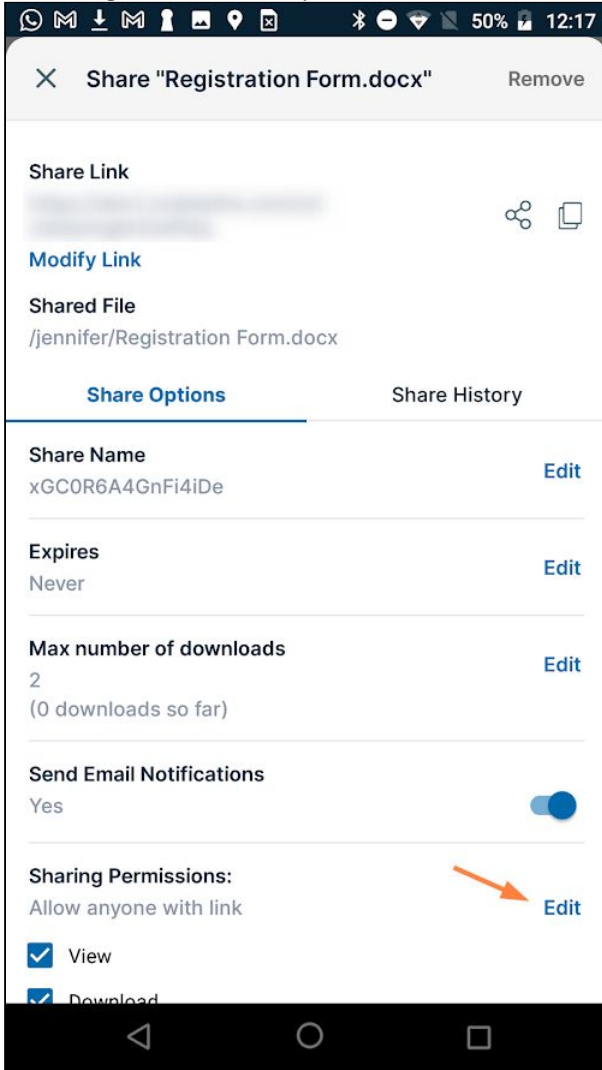 50% 12:17
Share "Registration Form.docx" Remove
Share Link
Modify Link
Shared File
/jennifer/Registration Form.docx
Share Options Share History
Share Name
xGC0R6A4GnFi4iDe
Edit
Expires
Never
Edit
Max number of downloads
2
(0 downloads so far)
Edit
Send Email Notifications
Yes
Sharing Permissions:
Allow anyone with link
Edit
View
Download